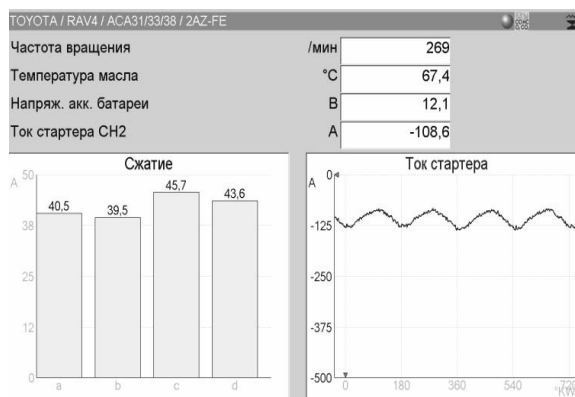 TOYOTA / RAV4 / ACA31/33/38 / 2AZ-FE
Частота вращения /мин 269
Температура масла °C 67,4
Напряж. акк. батареи В 12,1
Ток стартера CH2 А -108,6
Сжатие
А
50
38
25
12
0
40,5 39,5 45,7 43,6
a b c d
Ток стартера
А
0
-125
-250
-375
-500
0 180 360 540 720
°KW